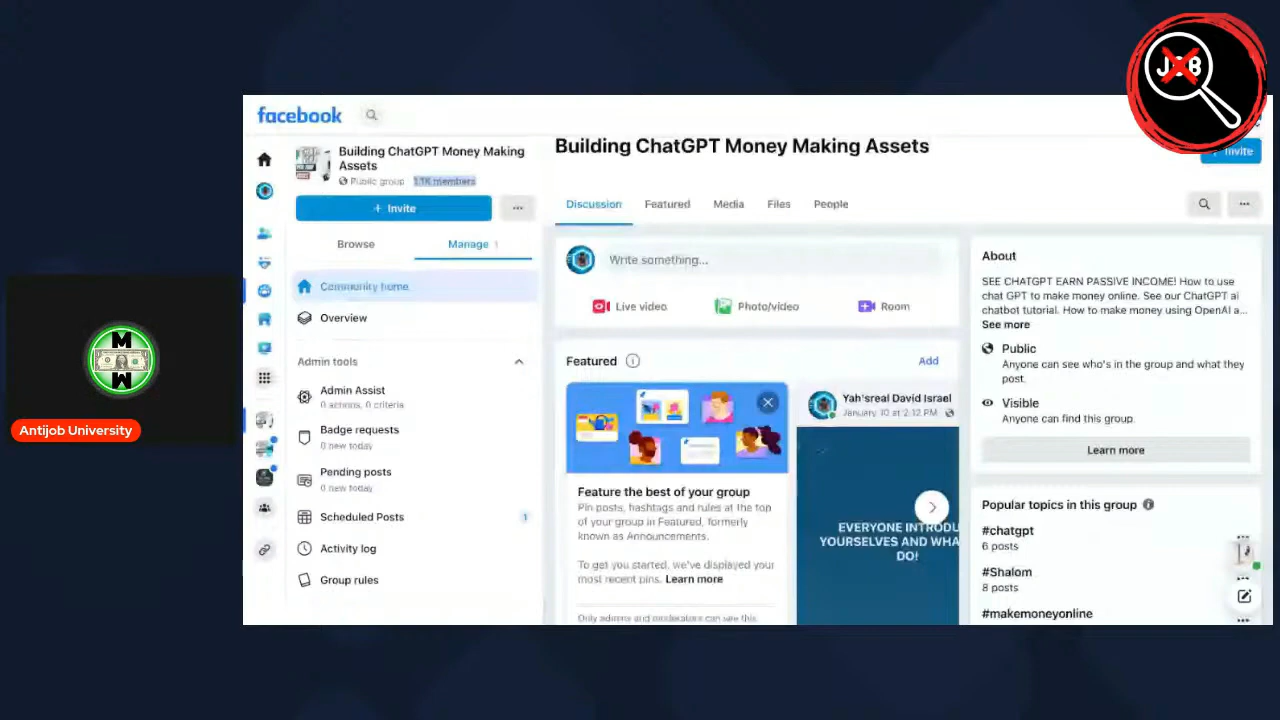 JOB
facebook
Building ChatGPT Money Making
Assets
Public group
1.1K members
+ Invite
Browse
Manage 1
Community home
Overview
Admin tools
Admin Assist
0 actions, 0 criteria
Badge requests
0 new today
Pending posts
0 new today
Scheduled Posts
1
Activity log
Group rules
Building ChatGPT Money Making Assets
Invite
Discussion
Featured
Media
Files
People
Write something...
Live video
Photo/video
Room
Featured
Add
Feature the best of your group
Pin posts, hashtags and rules at the top
of your group in Featured, formerly
known as Announcements.
To get you started, we've displayed your
most recent pins. Learn more
Only admins and moderators can see this.
Yah'sreal David Israel
January 10 at 2:12 PM
EVERYONE INTRODU
YOURSELVES AND WHA
DO!
About
SEE CHATGPT EARN PASSIVE INCOME! How to use
chat GPT to make money online. See our ChatGPT ai
chatbot tutorial. How to make money using OpenAI a...
See more
Public
Anyone can see who's in the group and what they
post.
Visible
Anyone can find this group.
Learn more
Popular topics in this group
#chatgpt
6 posts
#Shalom
8 posts
#makemoneyonline
M
M
Antijob University